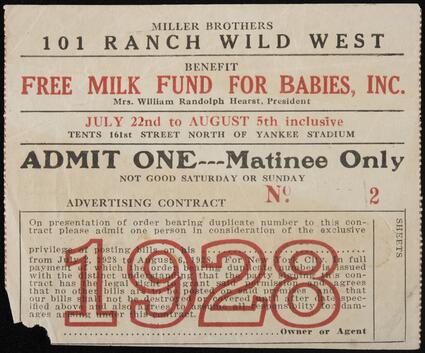 MILLER BROTHERS
101 RANCH WILD WEST
BENEFIT
FREE MILK FUND FOR BABIES, INC.
Mrs. William Randolph Hearst, President
JULY 22nd to AUGUST 5th inclusive
TENTS 161st STREET NORTH OF YANKEE STADIUM
ADMIT ONE---Matinee Only
NOT GOOD SATURDAY OR SUNDAY
ADVERTISING CONTRACT
No. 2
On presentation of order bearing duplicate number to this con-
tract please admit one person in consideration of the exclusive
privilege of posting bills on his
SHEETS
1928
Owner or Agent